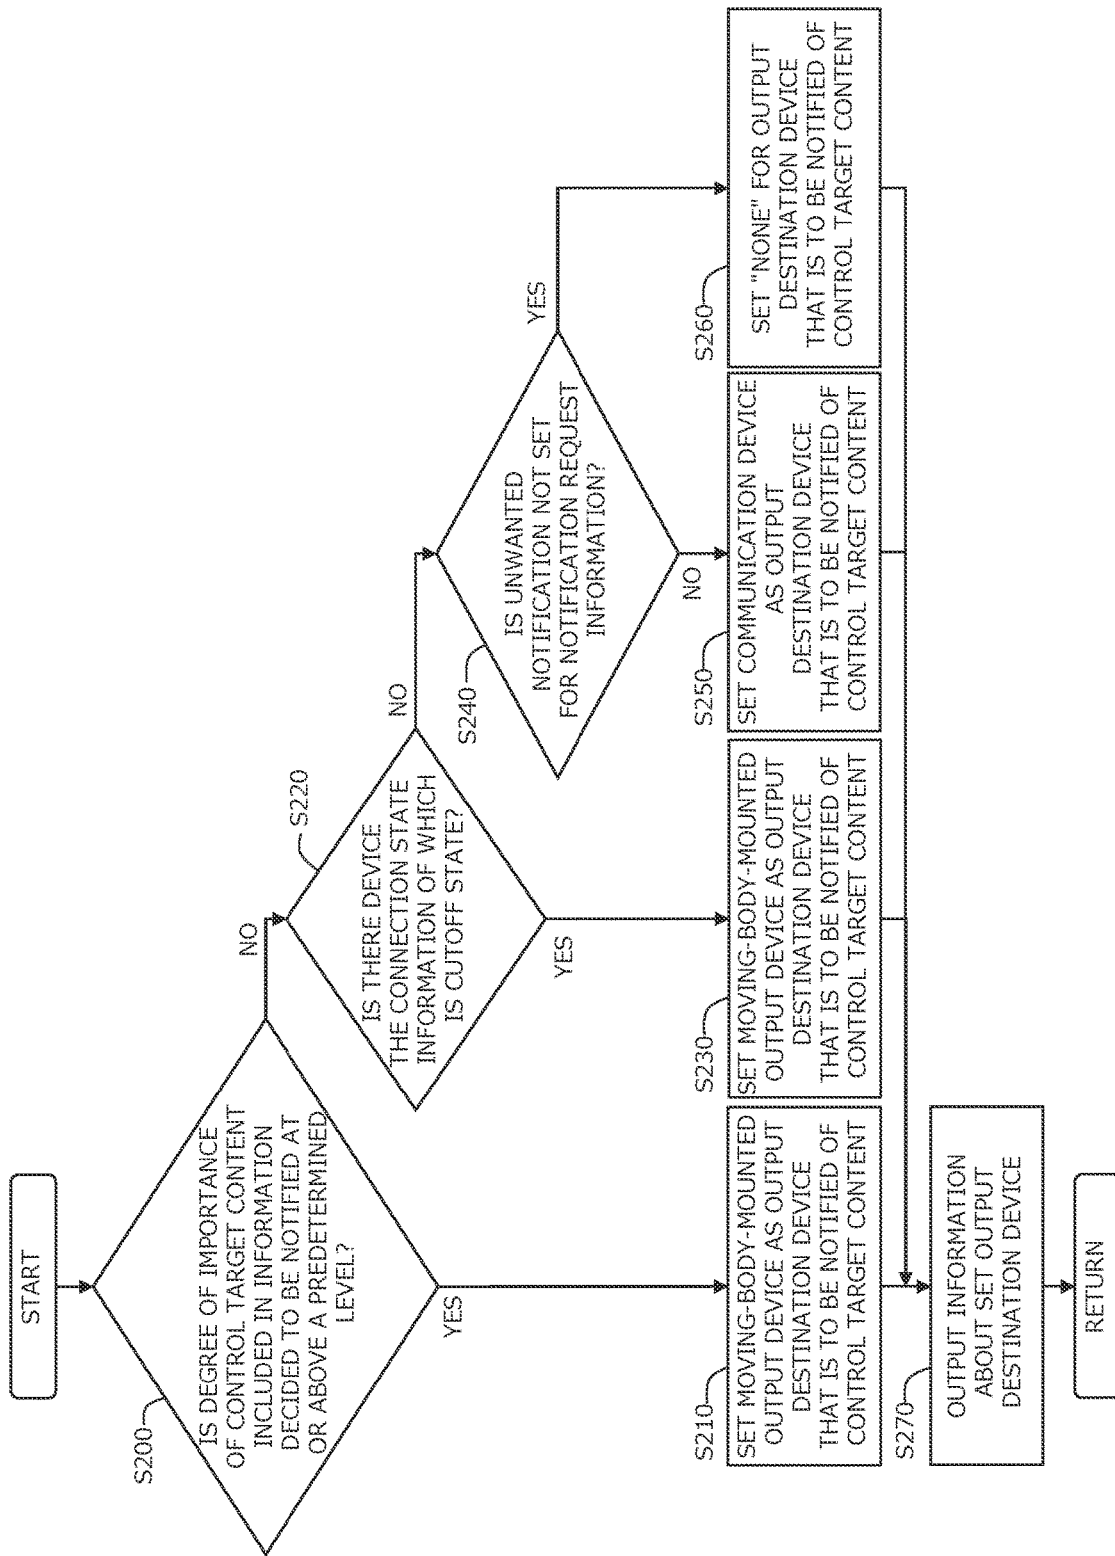 START
S200
IS DEGREE OF IMPORTANCE
OF CONTROL TARGET CONTENT
INCLUDED IN INFORMATION
DECIDED TO BE NOTIFIED AT
OR ABOVE A PREDETERMINED
LEVEL?
NO
YES
S220
IS THERE DEVICE
THE CONNECTION STATE
INFORMATION OF WHICH
IS CUTOFF STATE?
NO
YES
S240
IS UNWANTED
NOTIFICATION NOT SET
FOR NOTIFICATION REQUEST
INFORMATION?
YES
NO
S210
SET MOVING-BODY-MOUNTED
OUTPUT DEVICE AS OUTPUT
DESTINATION DEVICE
THAT IS TO BE NOTIFIED OF
CONTROL TARGET CONTENT
S230
SET MOVING-BODY-MOUNTED
OUTPUT DEVICE AS OUTPUT
DESTINATION DEVICE
THAT IS TO BE NOTIFIED OF
CONTROL TARGET CONTENT
S250
SET COMMUNICATION DEVICE
AS OUTPUT
DESTINATION DEVICE
THAT IS TO BE NOTIFIED OF
CONTROL TARGET CONTENT
S260
SET "NONE" FOR OUTPUT
DESTINATION DEVICE
THAT IS TO BE NOTIFIED OF
CONTROL TARGET CONTENT
S270
OUTPUT INFORMATION
ABOUT SET OUTPUT
DESTINATION DEVICE
RETURN